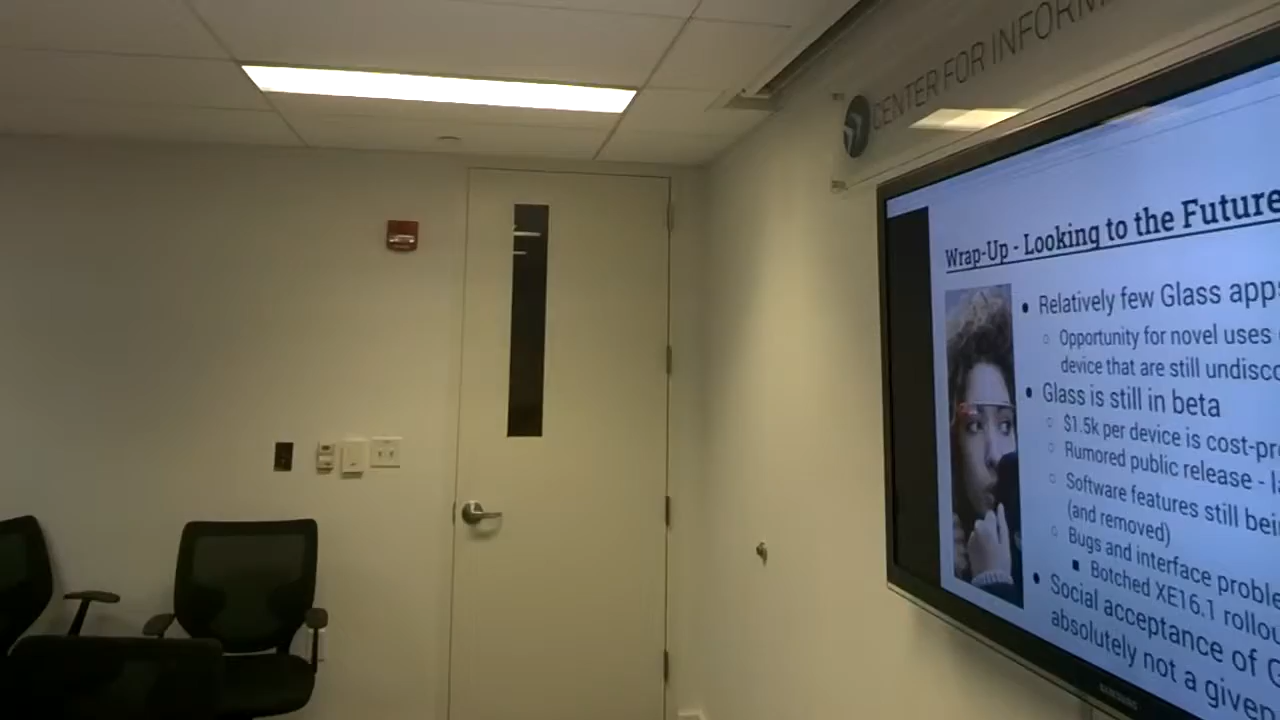 CENTER FOR INFORM
Wrap-Up - Looking to the Future
• Relatively few Glass apps
○ Opportunity for novel uses
device that are still undisco
• Glass is still in beta
○ $1.5k per device is cost-pr
○ Rumored public release - l
○ Software features still bei
(and removed)
○ Bugs and interface proble
■ Botched XE16.1 rollou
• Social acceptance of G
absolutely not a given
SAMSUNG